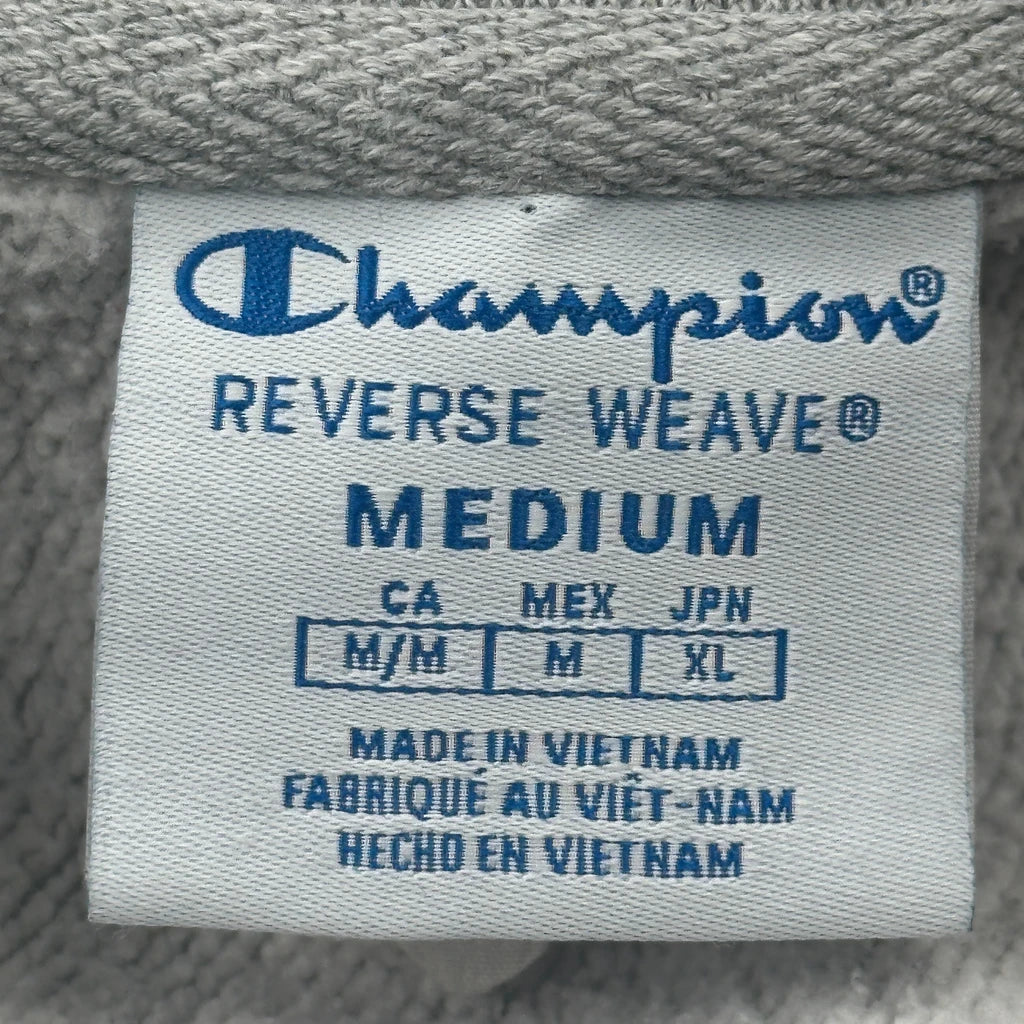 Champion®
REVERSE WEAVE®
MEDIUM
CA MEX JPN
M/M M XL
MADE IN VIETNAM
FABRIQUÉ AU VIÊT-NAM
HECHO EN VIETNAM